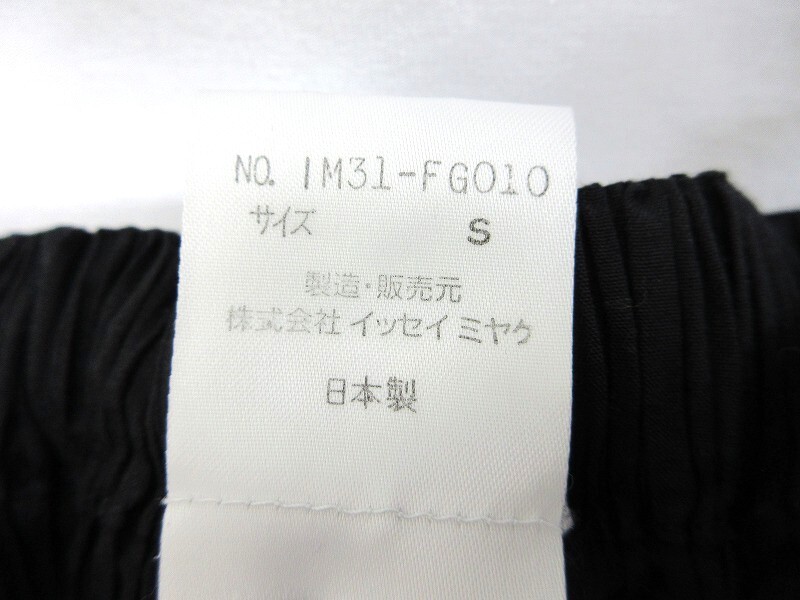 NO. IM31-FG010
サイズ S
製造・販売元
株式会社 イッセイ ミヤケ
日本製